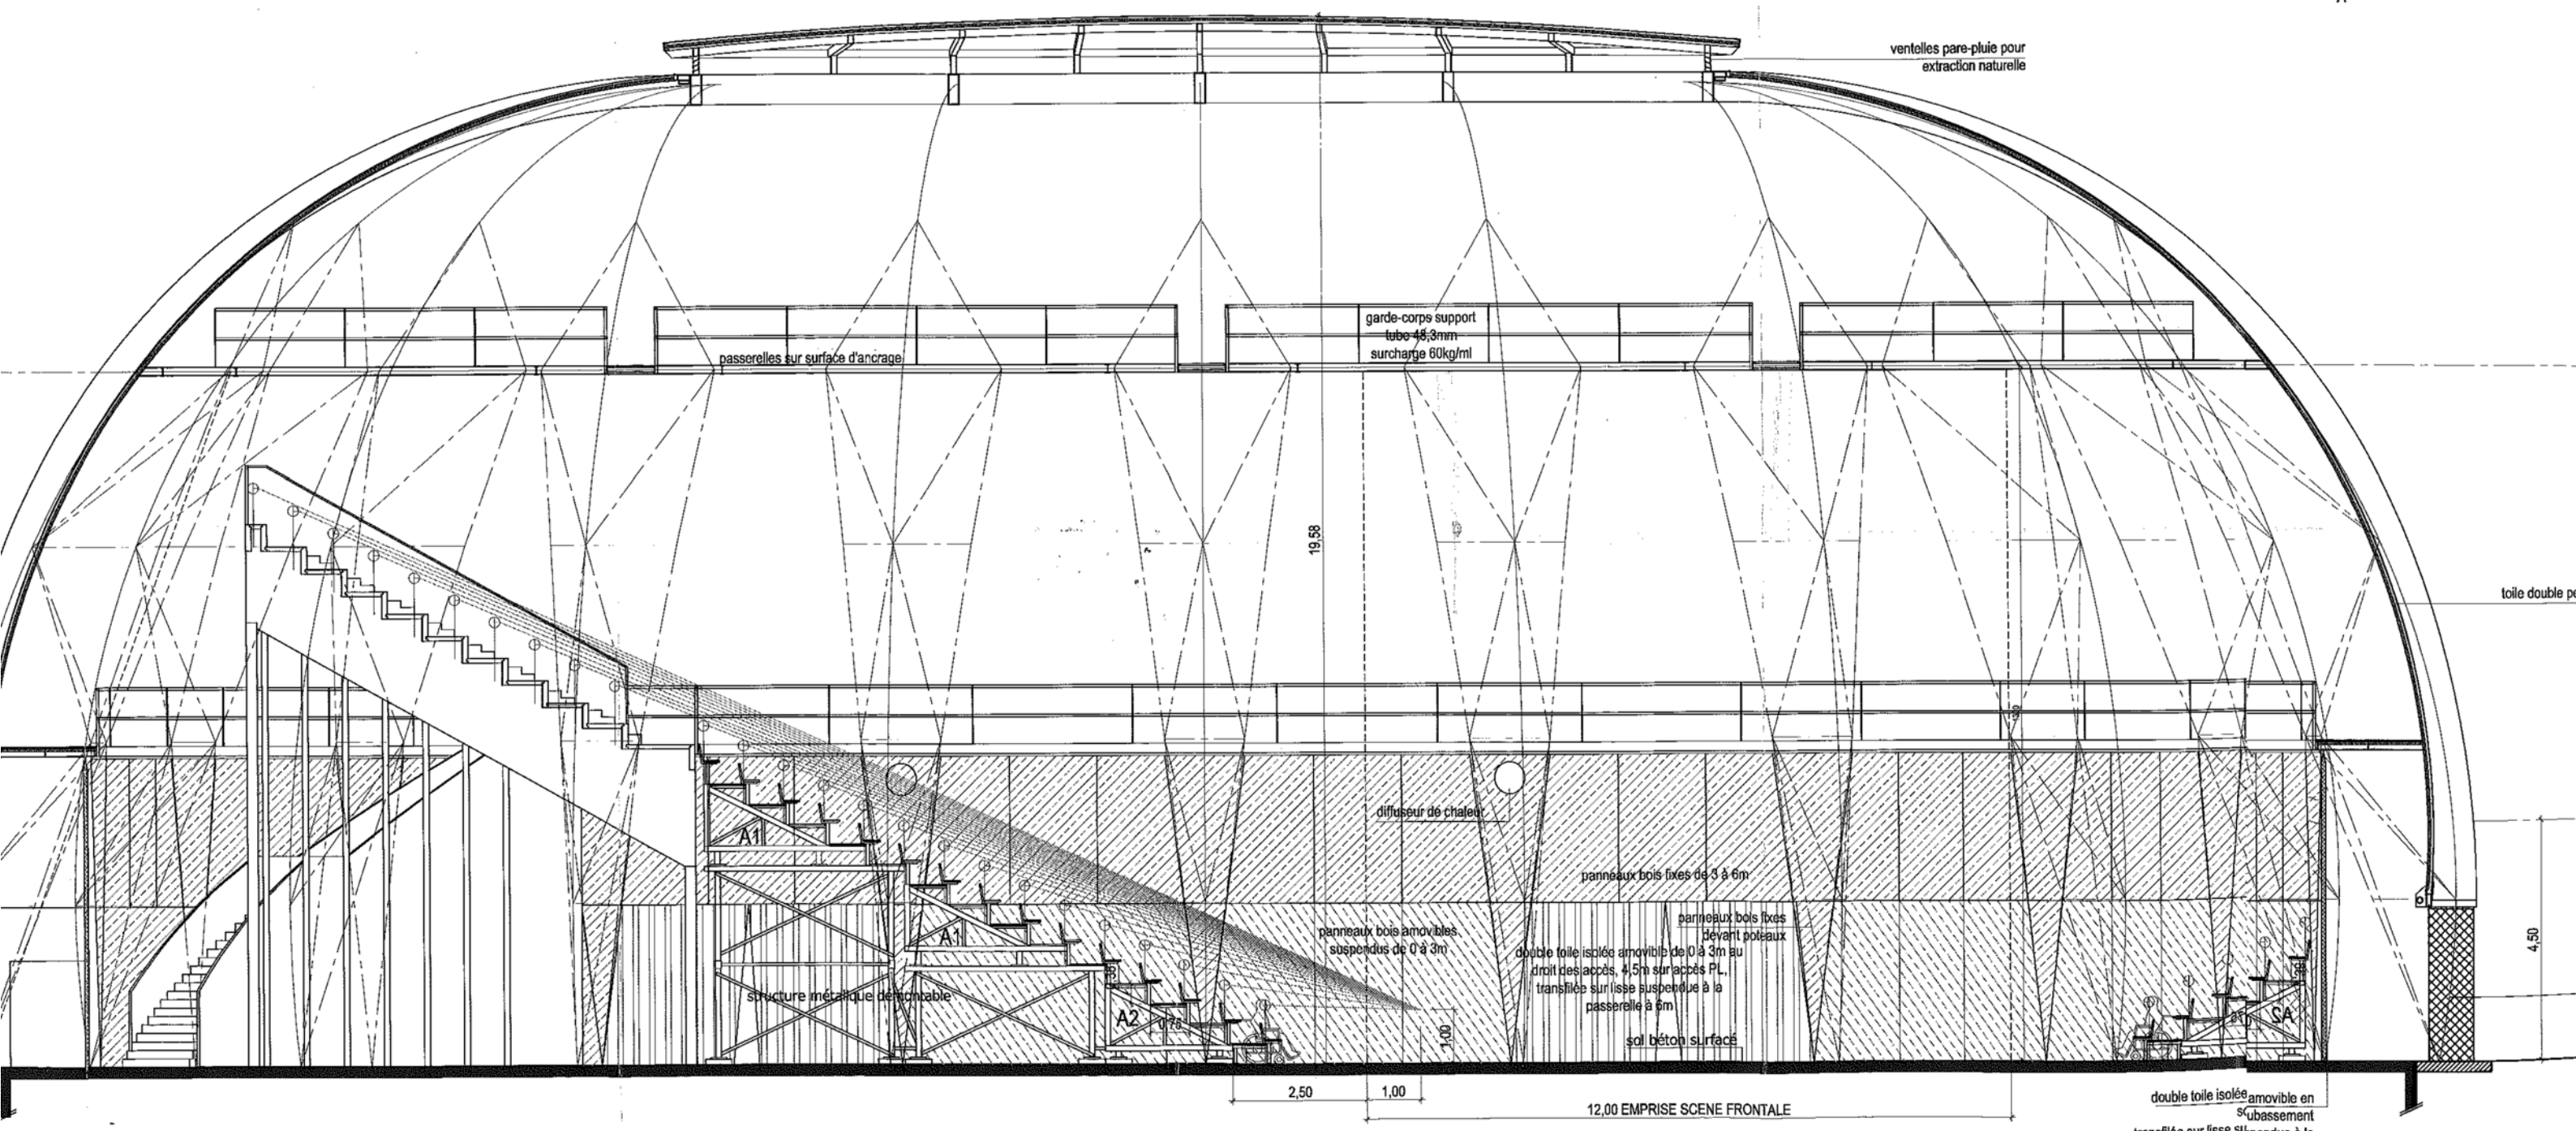 ventelles pare-pluie pour
extraction naturelle
garde-corps support
tube 48,3mm
surcharge 60kg/ml
passerelles sur surface d'ancrage
19,58
toile double pe
diffuseur de chaleur
A1
panneaux bois fixes de 3 à 6m
A1
panneaux bois amovibles
suspendus de 0 à 3m
panneaux bois fixes
devant poteaux
double toile isolée amovible de 0 à 3m au
droit des accès, 4,5m sur accès PL,
transfilée sur lisse suspendue à la
passerelle à 6m
4,50
structure métallique démontable
A2
0,76
A2
1,00
sol béton surfacé
2,50
1,00
12,00 EMPRISE SCENE FRONTALE
double toile isolée amovible en
soubassement